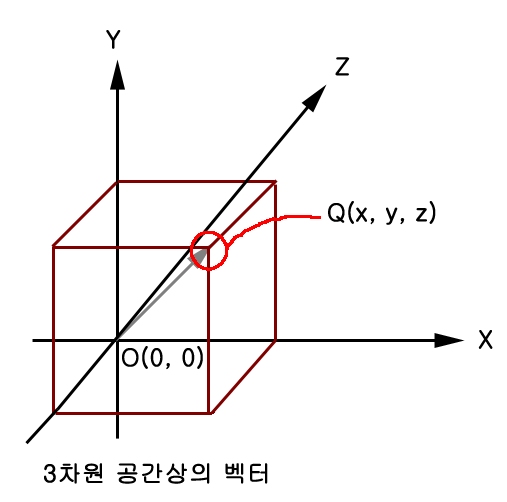 Y
Z
Q(x, y, z)
X
O(0, 0)
3차원 공간상의 벡터